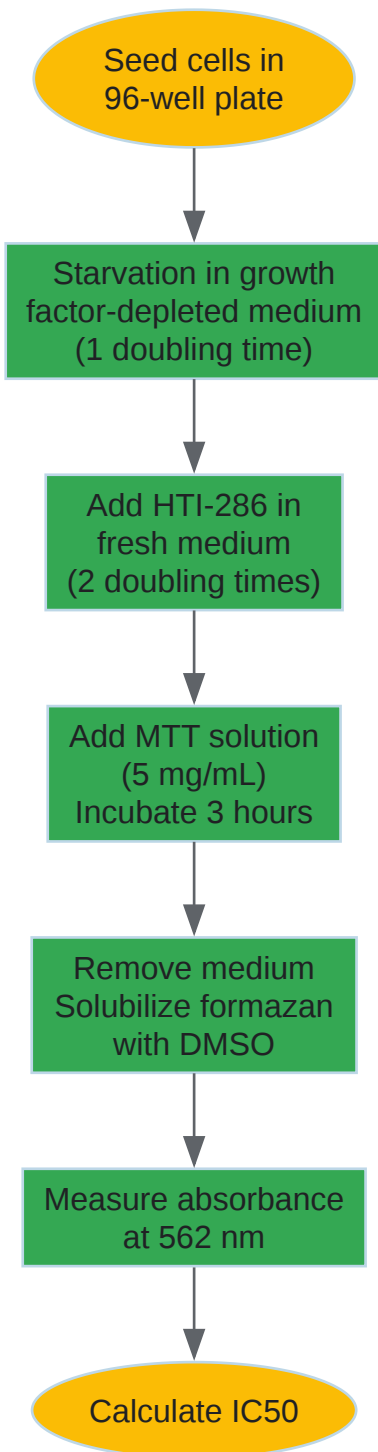 Seed cells in
96-well plate
Starvation in growth
factor-depleted medium
(1 doubling time)
Add HTI-286 in
fresh medium
(2 doubling times)
Add MTT solution
(5 mg/mL)
Incubate 3 hours
Remove medium
Solubilize formazan
with DMSO
Measure absorbance
at 562 nm
Calculate IC50